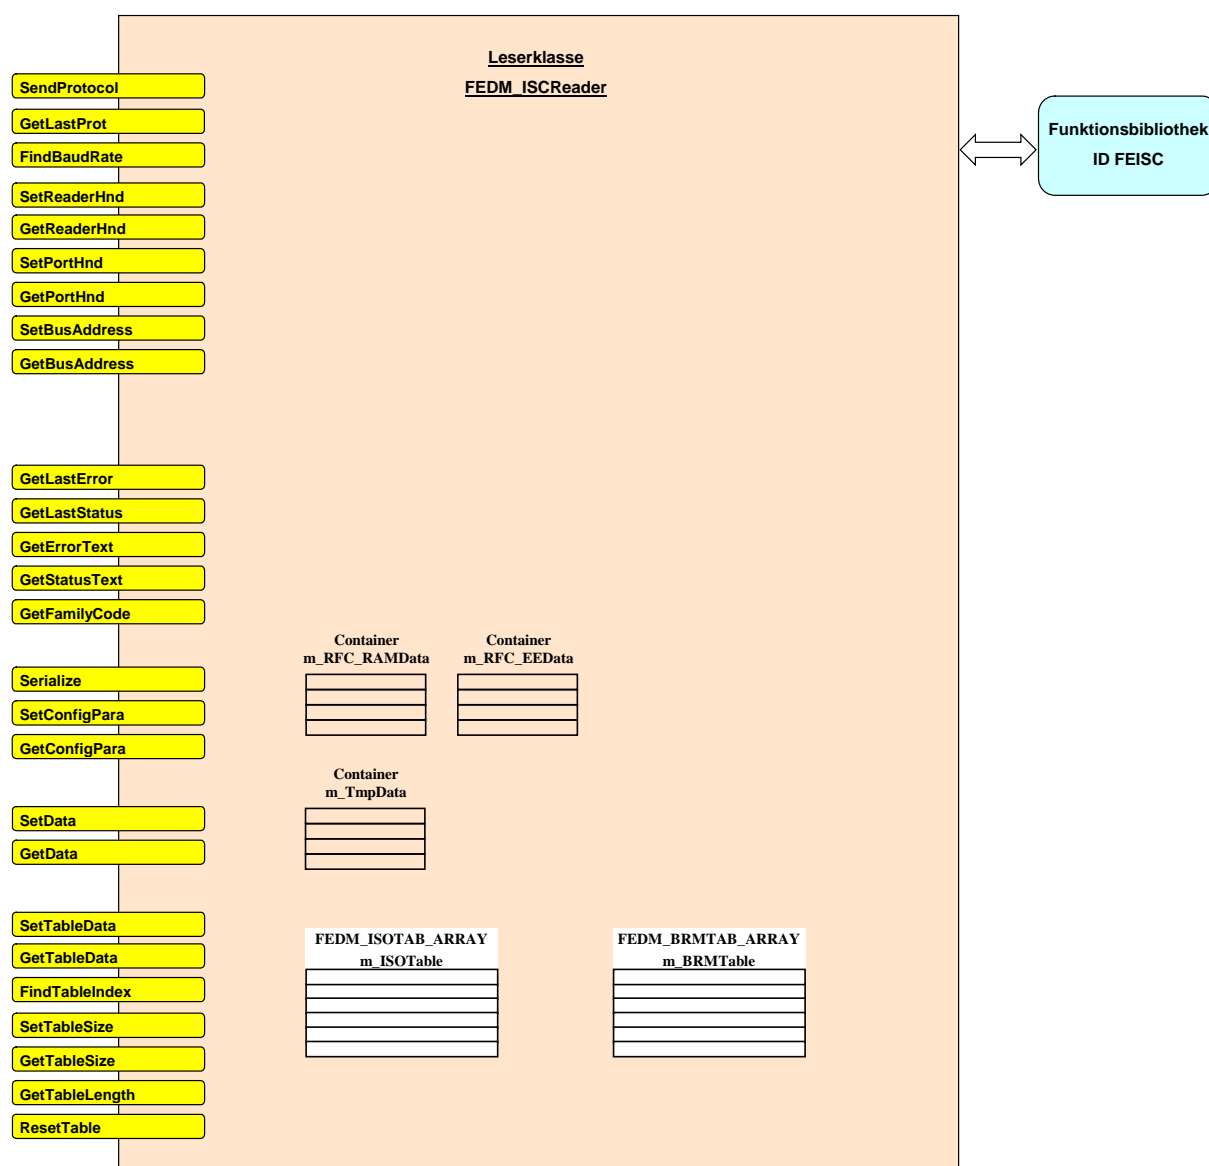 Leserklasse
FEDM_ISCReader
SendProtocol
GetLastProt
FindBaudRate
SetReaderHnd
GetReaderHnd
SetPortHnd
GetPortHnd
SetBusAddress
GetBusAddress
Funktionsbibliothek
ID FEISC
GetLastError
GetLastStatus
GetErrorText
GetStatusText
GetFamilyCode
Container
m_RFC_RAMData
Container
m_RFC_EEData
Serialize
SetConfigPara
GetConfigPara
Container
m_TmpData
SetData
GetData
SetTableData
GetTableData
FindTableIndex
SetTableSize
GetTableSize
GetTableLength
ResetTable
FEDM_ISOTAB_ARRAY
m_ISOTable
FEDM_BRMTAB_ARRAY
m_BRMTable